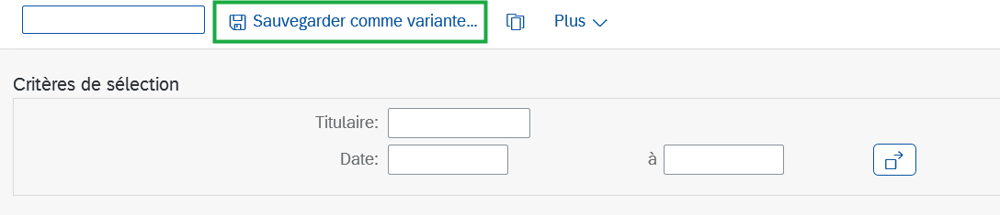 Sauvegarder comme variante... Plus
Critères de sélection
Titulaire:
Date: à